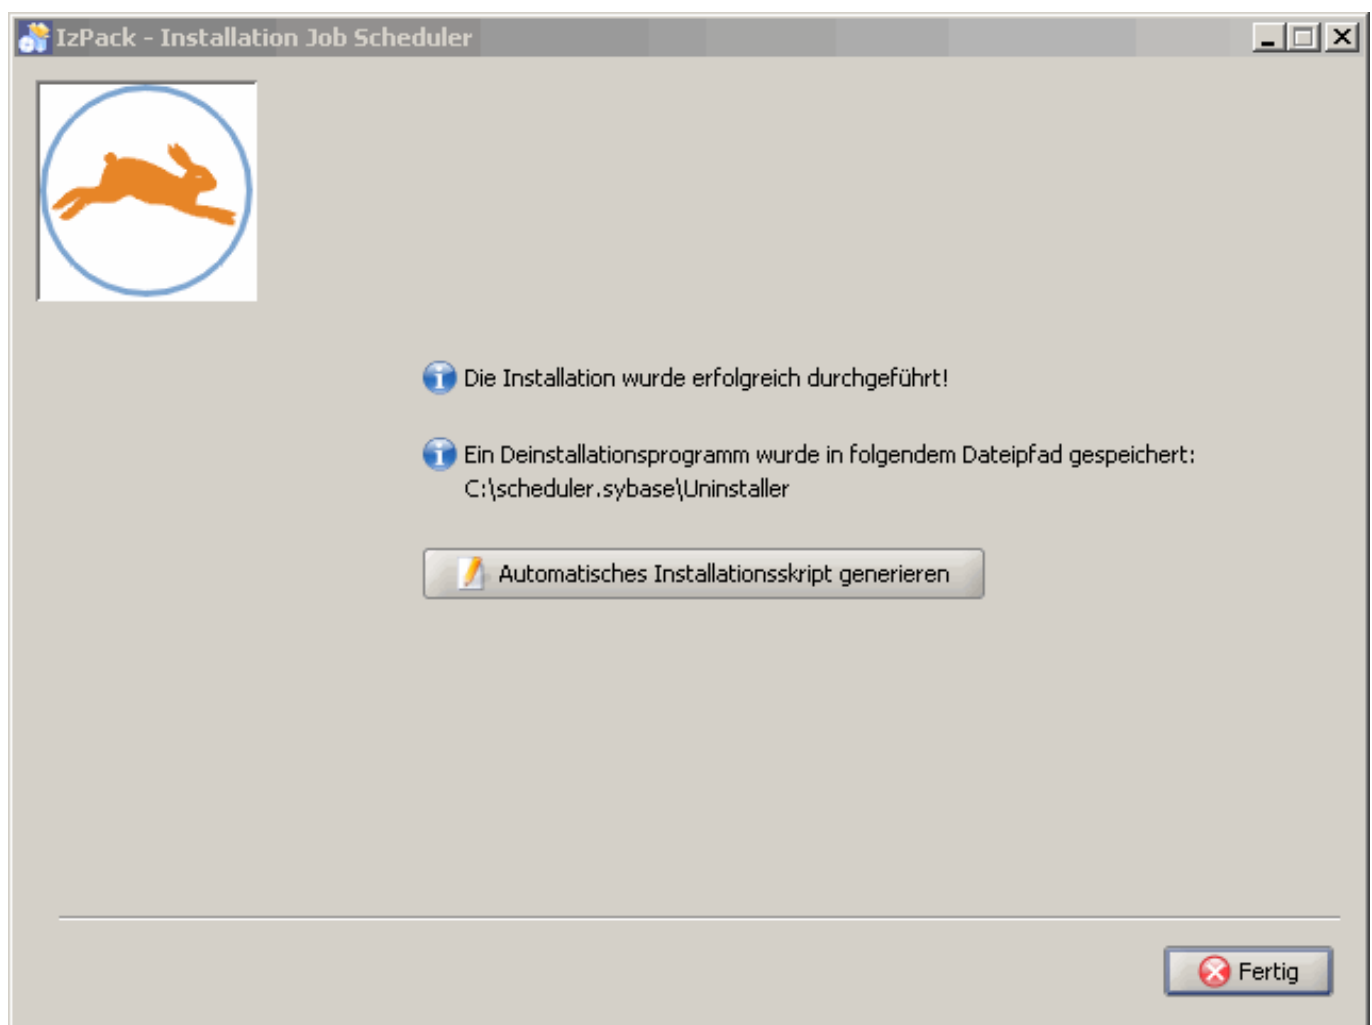 IzPack - Installation Job Scheduler
Die Installation wurde erfolgreich durchgeführt!
Ein Deinstallationsprogramm wurde in folgendem Dateipfad gespeichert:
C:\scheduler.sybase\Uninstaller
Automatisches Installationsskript generieren
Fertig